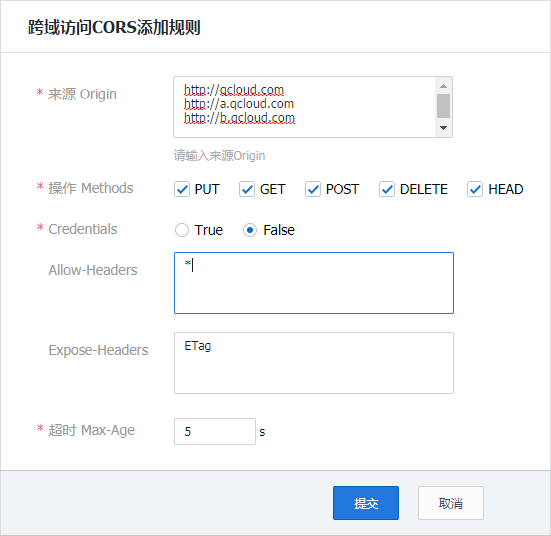 跨域访问CORS添加规则
* 来源 Origin
http://qcloud.com
http://a.qcloud.com
http://b.qcloud.com
请输入来源Origin
* 操作 Methods PUT GET POST DELETE HEAD
* Credentials True False
Allow-Headers *
Expose-Headers ETag
* 超时 Max-Age 5 s
提交 取消